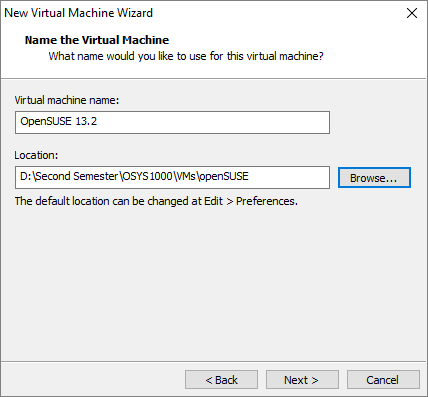 New Virtual Machine Wizard
Name the Virtual Machine
What name would you like to use for this virtual machine?
Virtual machine name:
OpenSUSE 13.2
Location:
D:\Second Semester\OSYS1000\VMs\openSUSE
Browse...
The default location can be changed at Edit > Preferences.
< Back
Next >
Cancel